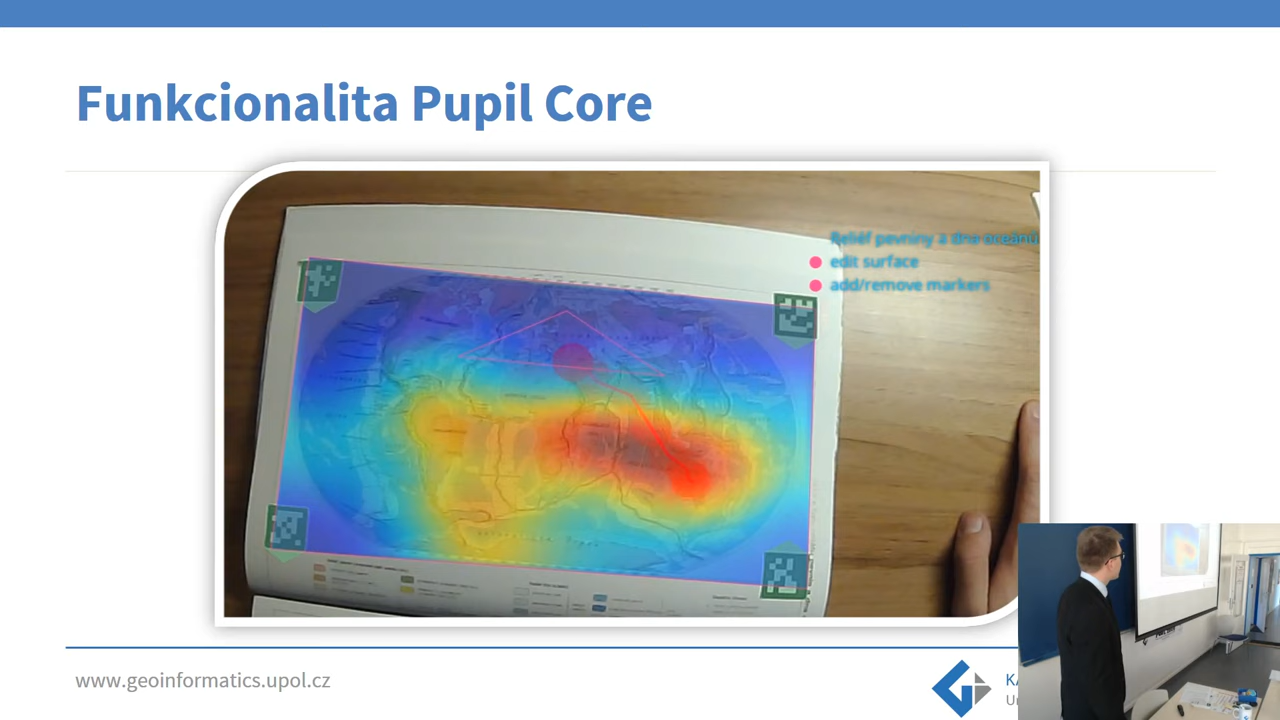 Funkcionalita Pupil Core
Reliéf pevniny a dna oceánů
edit surface
add/remove markers
www.geoinformatics.upol.cz